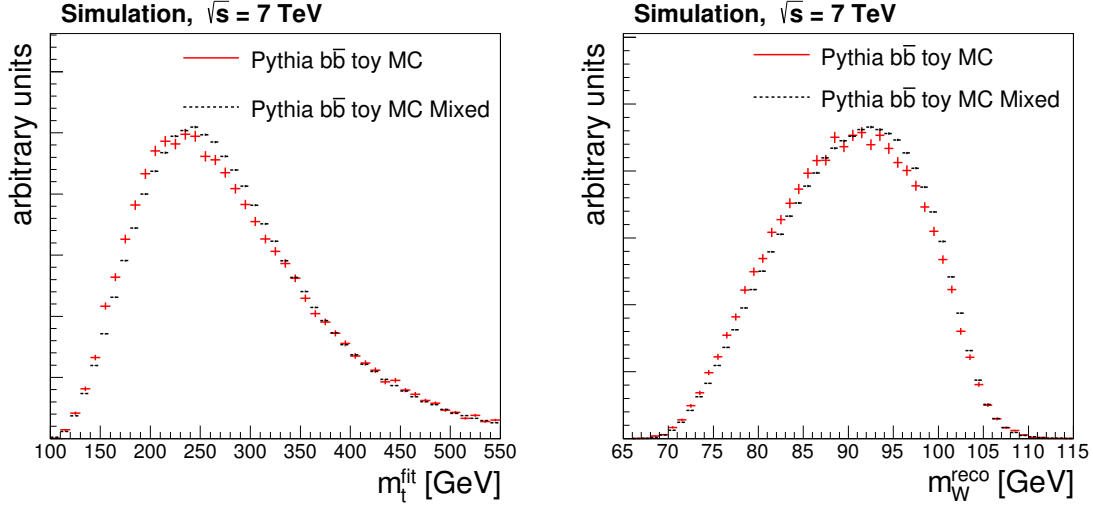 Simulation, √s = 7 TeV
Pythia bb̄ toy MC
Pythia bb̄ toy MC Mixed
arbitrary units
100 150 200 250 300 350 400 450 500 550
m_t^fit [GeV]
Simulation, √s = 7 TeV
Pythia bb̄ toy MC
Pythia bb̄ toy MC Mixed
arbitrary units
65 70 75 80 85 90 95 100 105 110 115
m_W^reco [GeV]